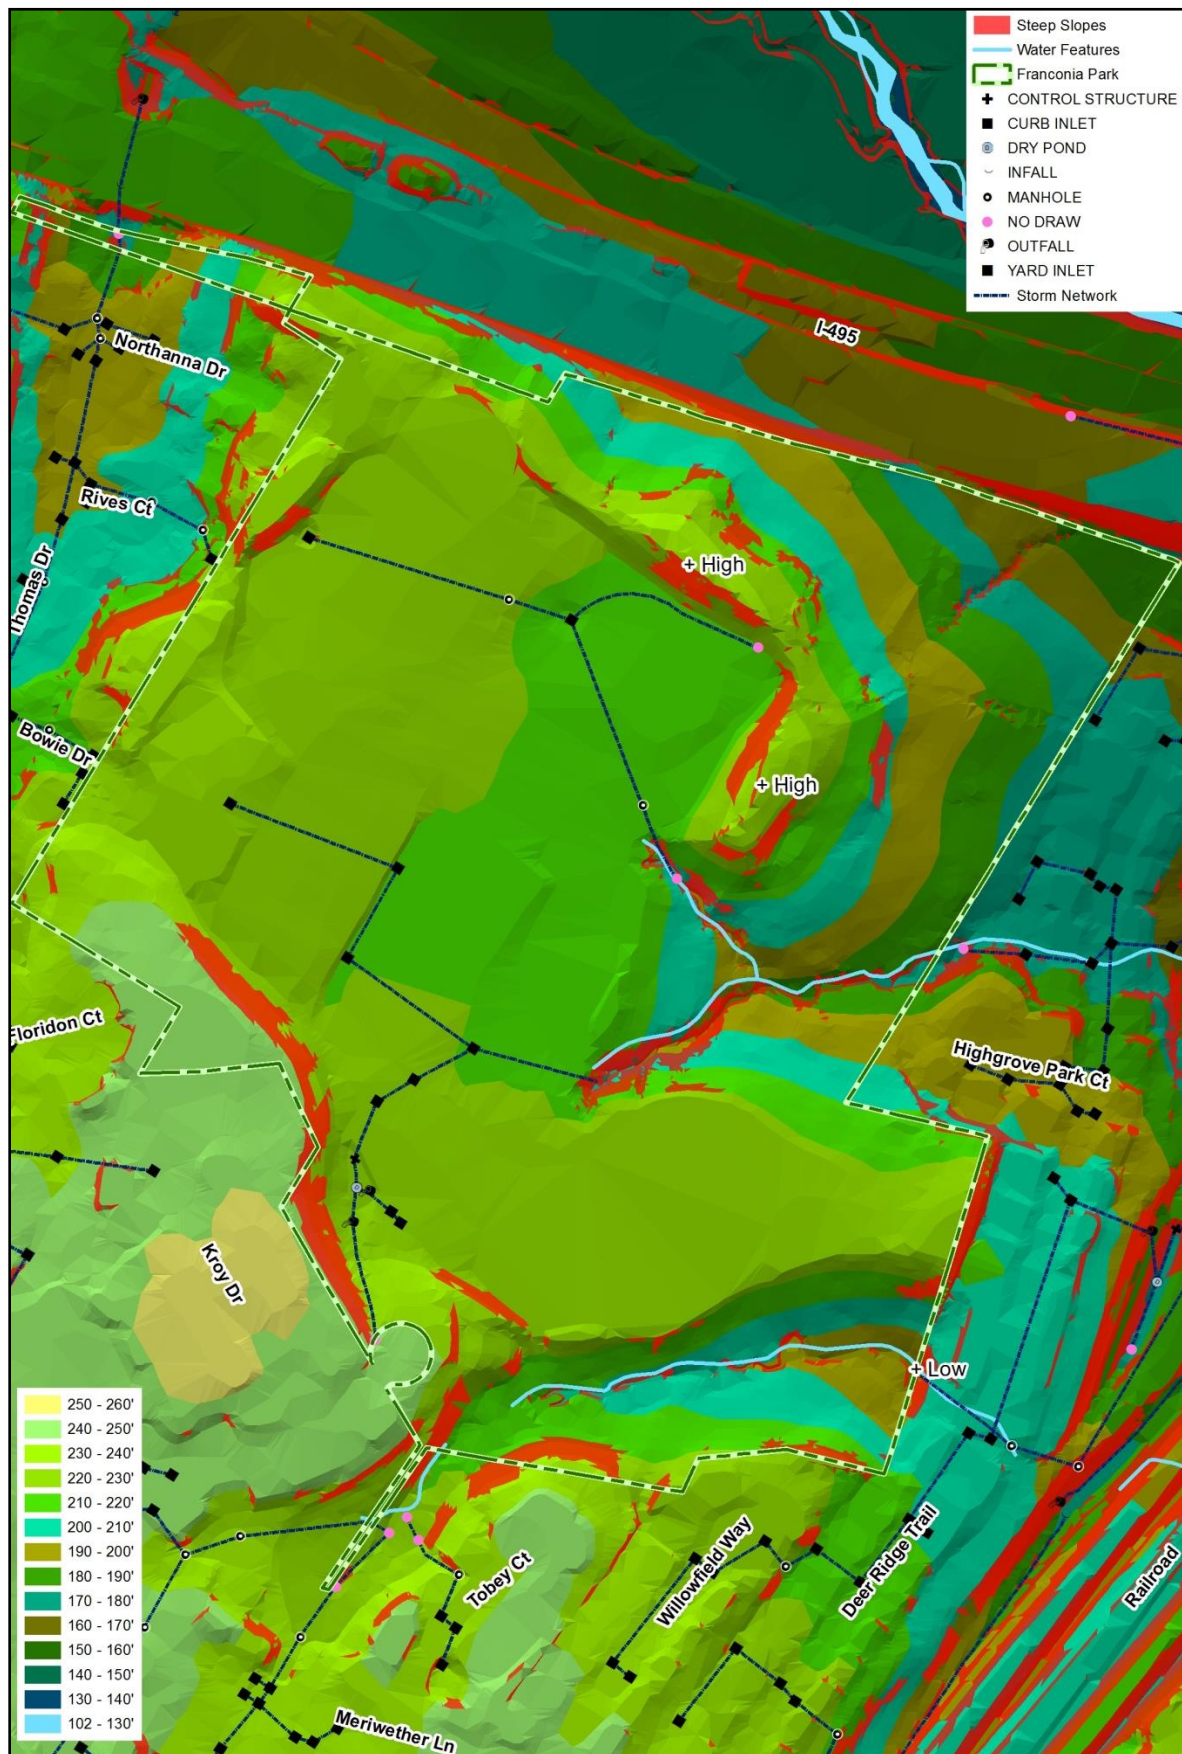 Steep Slopes
Water Features
Franconia Park
CONTROL STRUCTURE
CURB INLET
DRY POND
INFALL
MANHOLE
NO DRAW
OUTFALL
YARD INLET
Storm Network
I-495
Northanna Dr
Rives Ct
+ High
Thomas Dr
Bowie Dr
+ High
Floridon Ct
Highgrove Park Ct
Kroy Dr
+ Low
250 - 260'
240 - 250'
230 - 240'
220 - 230'
210 - 220'
200 - 210'
190 - 200'
180 - 190'
170 - 180'
160 - 170'
150 - 160'
140 - 150'
130 - 140'
102 - 130'
Tobey Ct
Willowfield Way
Deer Ridge Trail
Railroad
Meriwether Ln